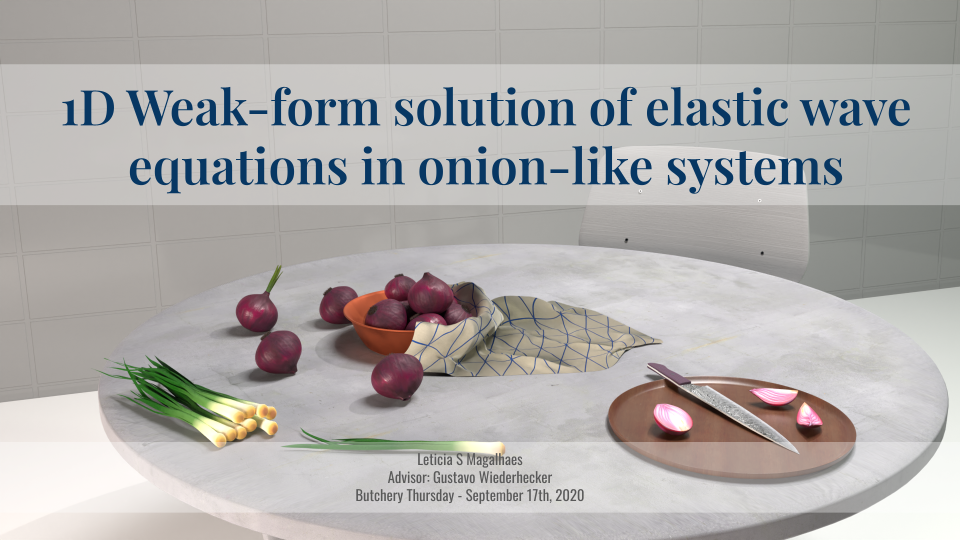 1D Weak-form solution of elastic wave
equations in onion-like systems
Leticia S Magalhaes
Advisor: Gustavo Wiederhecker
Butchery Thursday - September 17th, 2020